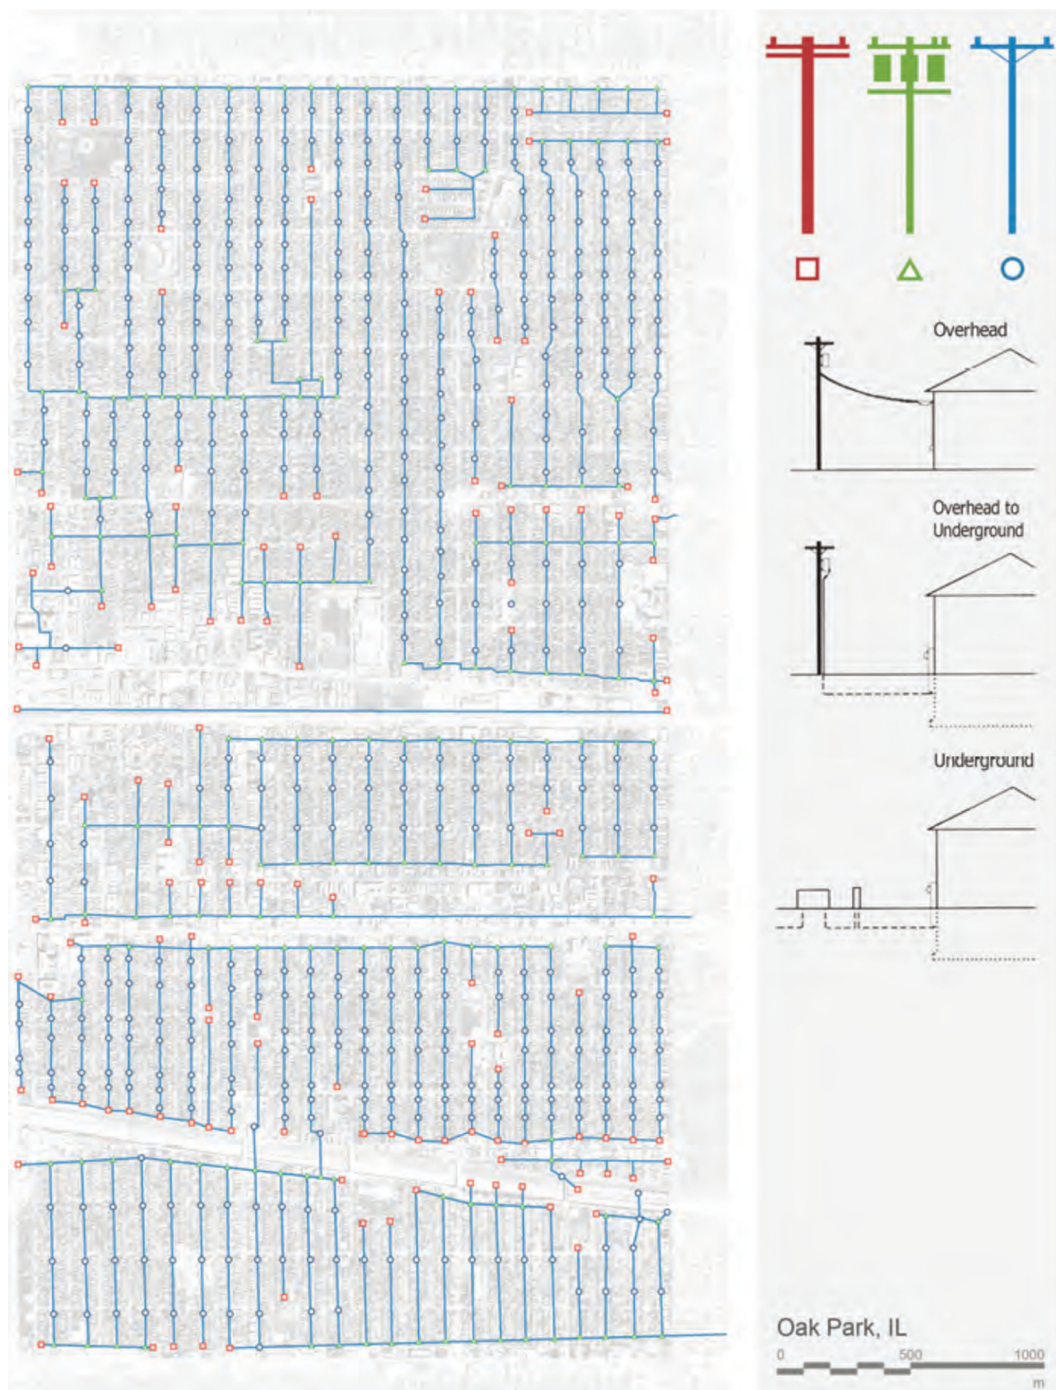 Overhead
Overhead to
Underground
Underground
Oak Park, IL
0 500 1000
m